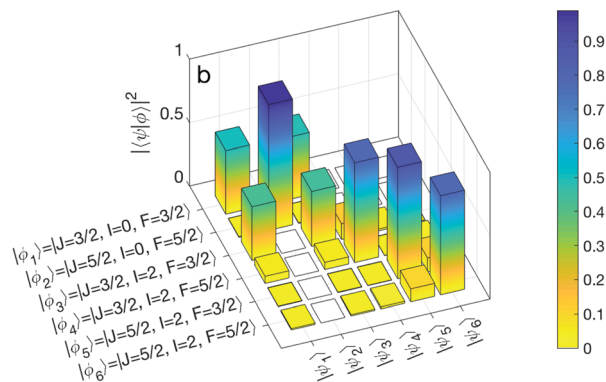 b
1
0.5
0
|⟨ψ|ϕ⟩|²
|ϕ₁⟩=|J=3/2, I=0, F=3/2⟩
|ϕ₂⟩=|J=5/2, I=0, F=5/2⟩
|ϕ₃⟩=|J=3/2, I=2, F=3/2⟩
|ϕ₄⟩=|J=3/2, I=2, F=5/2⟩
|ϕ₅⟩=|J=5/2, I=2, F=3/2⟩
|ϕ₆⟩=|J=5/2, I=2, F=5/2⟩
|ψ₁⟩
|ψ₂⟩
|ψ₃⟩
|ψ₄⟩
|ψ₅⟩
|ψ₆⟩
0.9
0.8
0.7
0.6
0.5
0.4
0.3
0.2
0.1
0